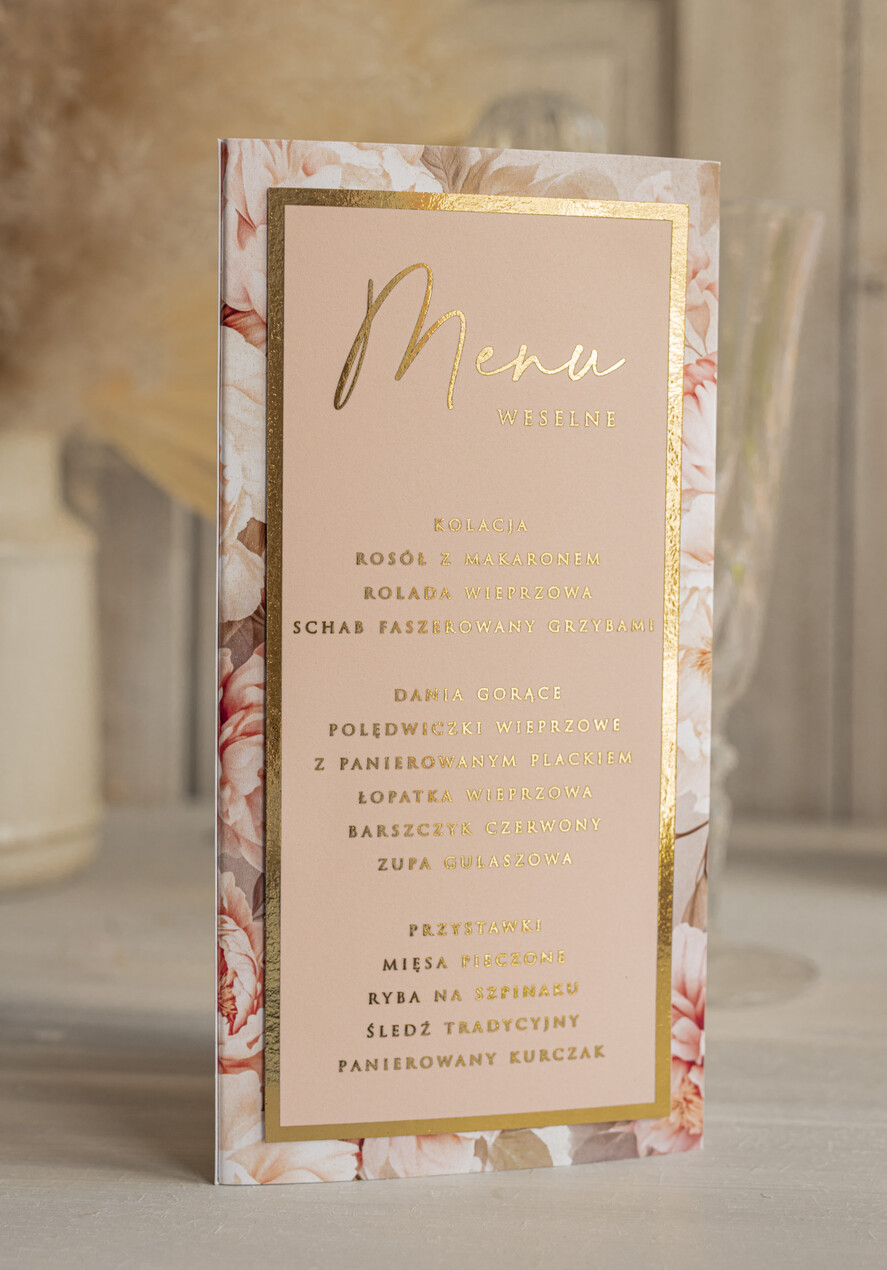 Menu
WESELNE
KOLACJA
ROSÓŁ Z MAKARONEM
ROLADA WIEPRZOWA
SCHAB FASZEROWANY GRZYBAMI
DANIA GORĄCE
POLĘDWICZKI WIEPRZOWE
Z PANIEROWANYM PLACKIEM
ŁOPATKA WIEPRZOWA
BARSZCZYK CZERWONY
ZUPA GULASZOWA
PRZYSTAWKI
MIĘSA PIECZONE
RYBA NA SZPINAKU
ŚLEDŹ TRADYCYJNY
PANIEROWANY KURCZAK